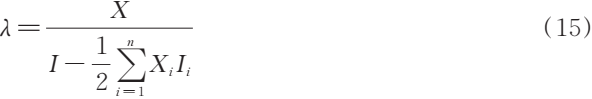 λ = X / (I − 1/2 ∑_{i=1}^{n} X_i I_i) (15)